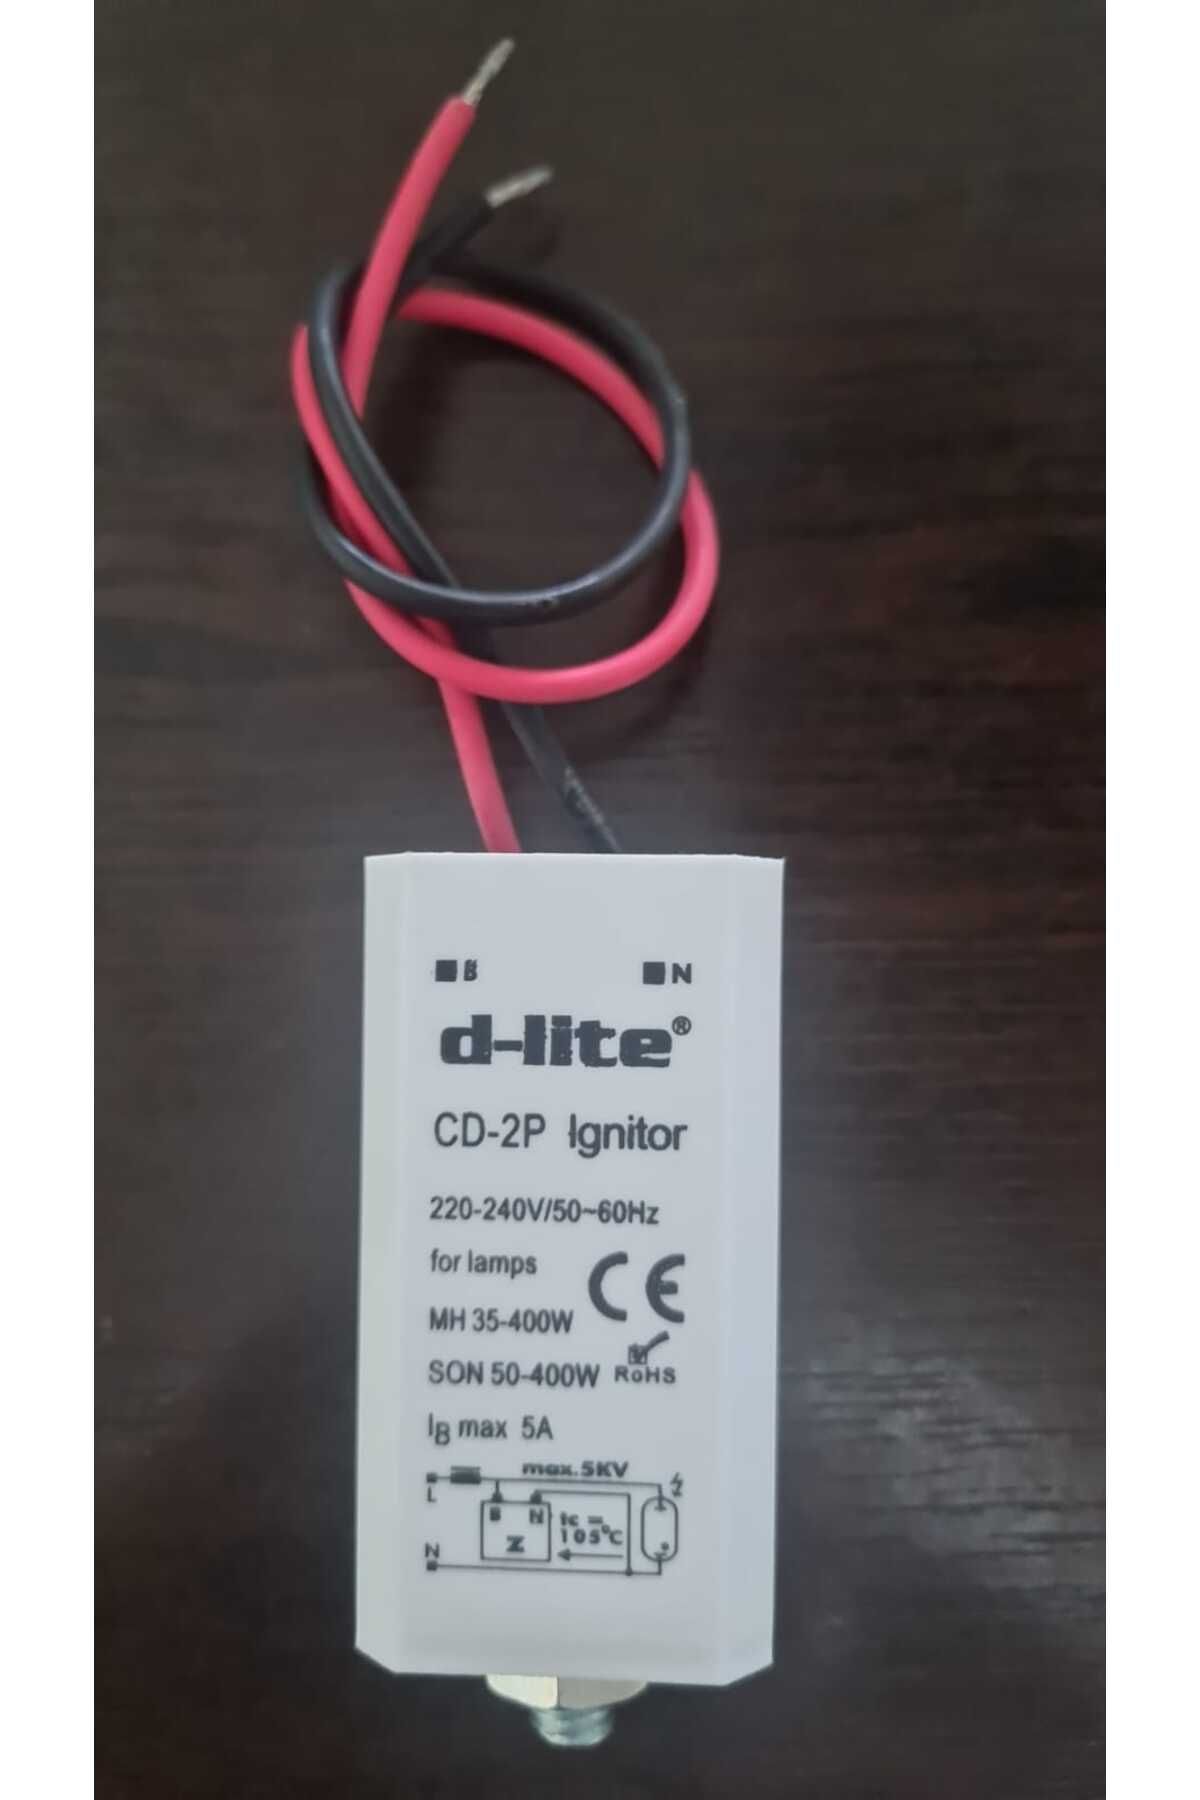 B N
d-lite®
CD-2P Ignitor
220-240V/50~60Hz
for lamps
CE
MH 35-400W
SON 50-400W RoHS
IB max 5A
max.5KV
L
B N tc =
Z 105°C
N